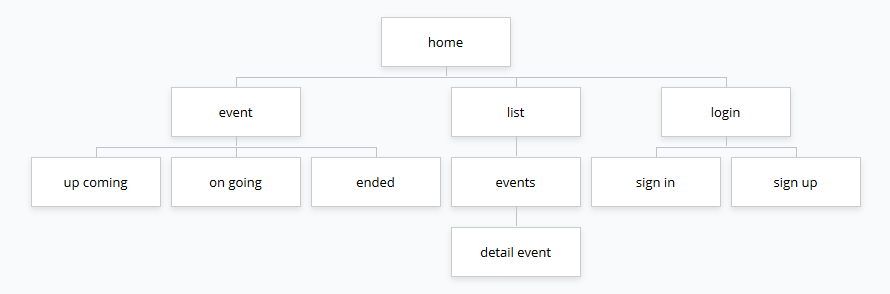 home
event
list
login
up coming
on going
ended
events
sign in
sign up
detail event